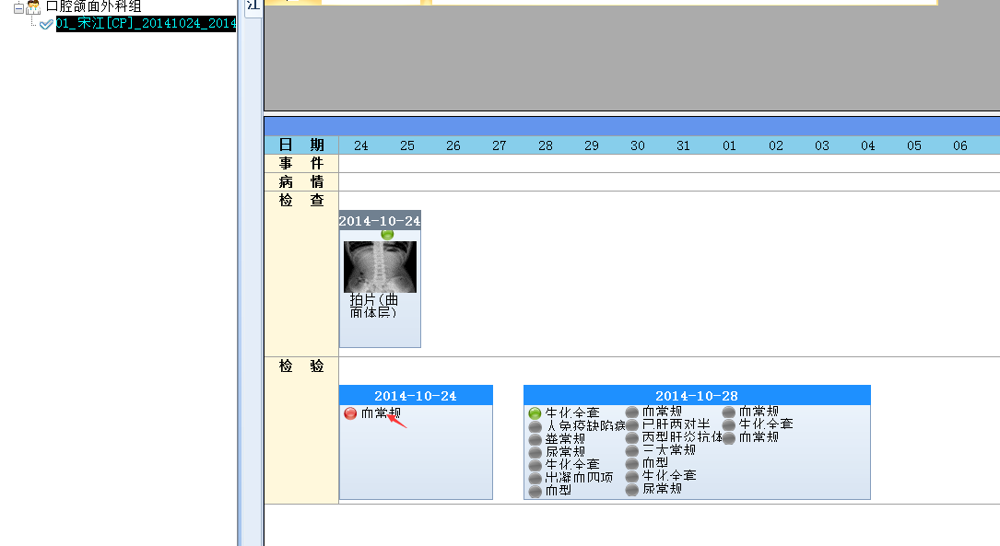 口腔颌面外科组
01_宋江[CP]_20141024_2014
江
日 期 24 25 26 27 28 29 30 31 01 02 03 04 05 06
事 件
病 情
检 查
2014-10-24
拍片(曲
面体层)
检 验
2014-10-24
血常规
2014-10-28
生化全套
人免疫缺陷病
粪常规
尿常规
生化全套
出凝血四项
血型
血常规
乙肝两对半
丙型肝炎抗体
三大常规
血型
生化全套
尿常规
血常规
生化全套
血常规